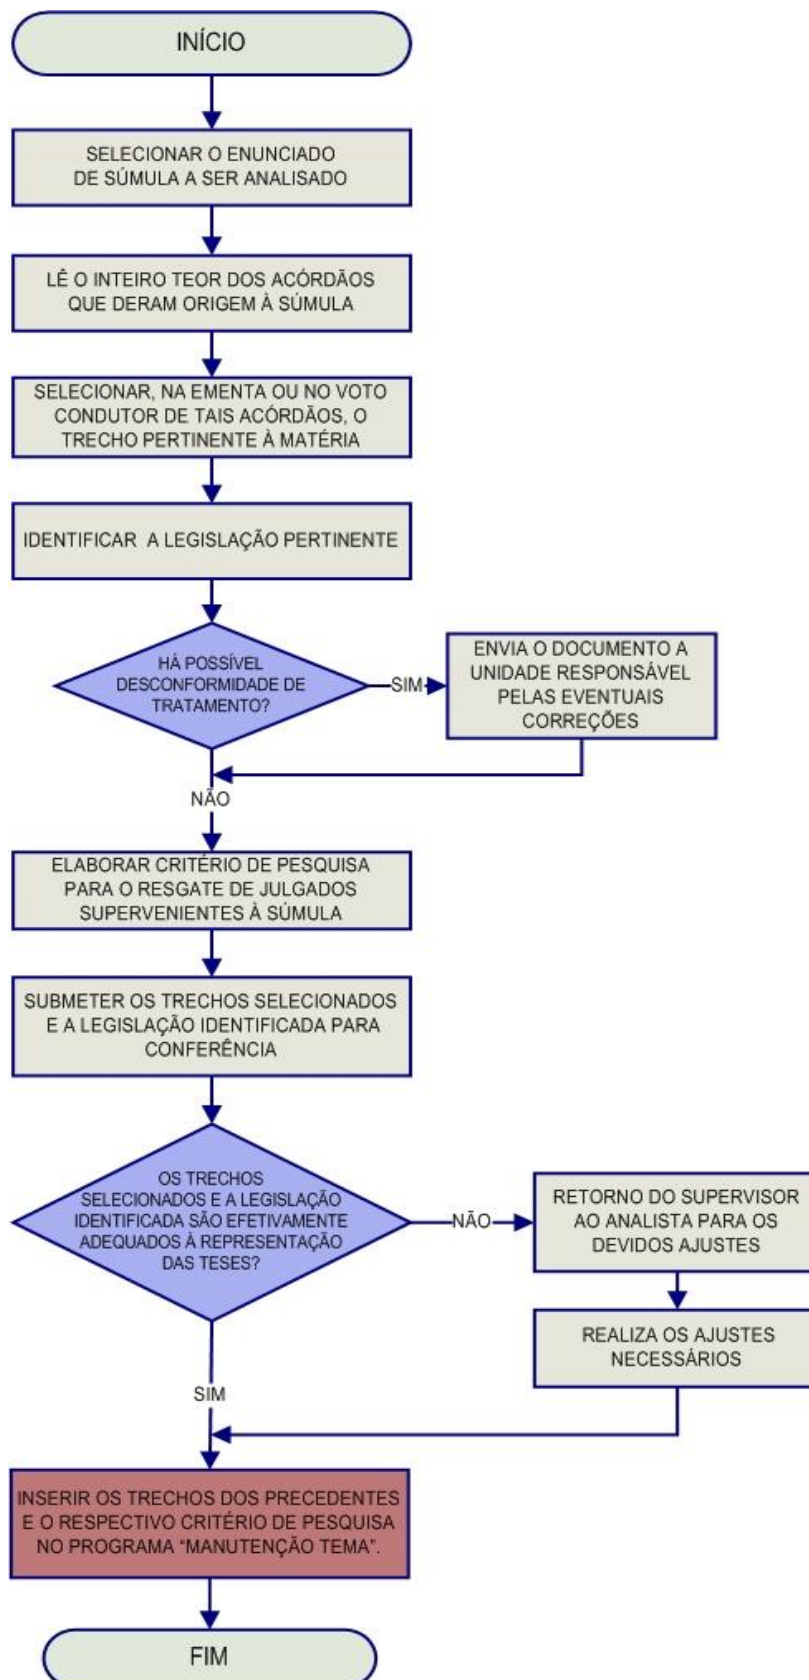 INÍCIO
SELECIONAR O ENUNCIADO
DE SÚMULA A SER ANALISADO
LÊ O INTEIRO TEOR DOS ACÓRDÃOS
QUE DERAM ORIGEM À SÚMULA
SELECIONAR, NA EMENTA OU NO VOTO
CONDUTOR DE TAIS ACÓRDÃOS, O
TRECHO PERTINENTE À MATÉRIA
IDENTIFICAR A LEGISLAÇÃO PERTINENTE
HÁ POSSÍVEL
DESCONFORMIDADE DE
TRATAMENTO?
SIM
ENVIA O DOCUMENTO A
UNIDADE RESPONSÁVEL
PELAS EVENTUAIS
CORREÇÕES
NÃO
ELABORAR CRITÉRIO DE PESQUISA
PARA O RESGATE DE JULGADOS
SUPERVENIENTES À SÚMULA
SUBMETER OS TRECHOS SELECIONADOS
E A LEGISLAÇÃO IDENTIFICADA PARA
CONFERÊNCIA
OS TRECHOS
SELECIONADOS E A LEGISLAÇÃO
IDENTIFICADA SÃO EFETIVAMENTE
ADEQUADOS À REPRESENTAÇÃO
DAS TESES?
NÃO
RETORNO DO SUPERVISOR
AO ANALISTA PARA OS
DEVIDOS AJUSTES
REALIZA OS AJUSTES
NECESSÁRIOS
SIM
INSERIR OS TRECHOS DOS PRECEDENTES
E O RESPECTIVO CRITÉRIO DE PESQUISA
NO PROGRAMA “MANUTENÇÃO TEMA”.
FIM